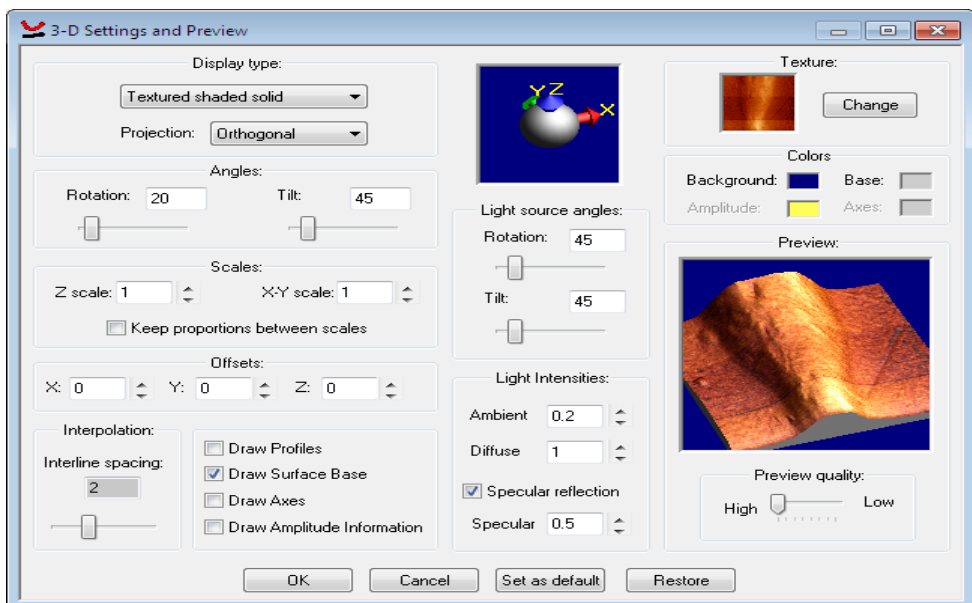 3-D Settings and Preview
Display type:
Textured shaded solid
Projection: Orthogonal
Angles:
Rotation: 20 Tilt: 45
Scales:
Z scale: 1 X-Y scale: 1
Keep proportions between scales
Offsets:
X: 0 Y: 0 Z: 0
Interpolation:
Interline spacing:
2
Draw Profiles
Draw Surface Base
Draw Axes
Draw Amplitude Information
Y Z X
Light source angles:
Rotation: 45
Tilt: 45
Light Intensities:
Ambient 0.2
Diffuse 1
Specular reflection
Specular 0.5
Texture:
Change
Colors
Background: Base:
Amplitude: Axes:
Preview:
Preview quality:
High Low
OK Cancel Set as default Restore